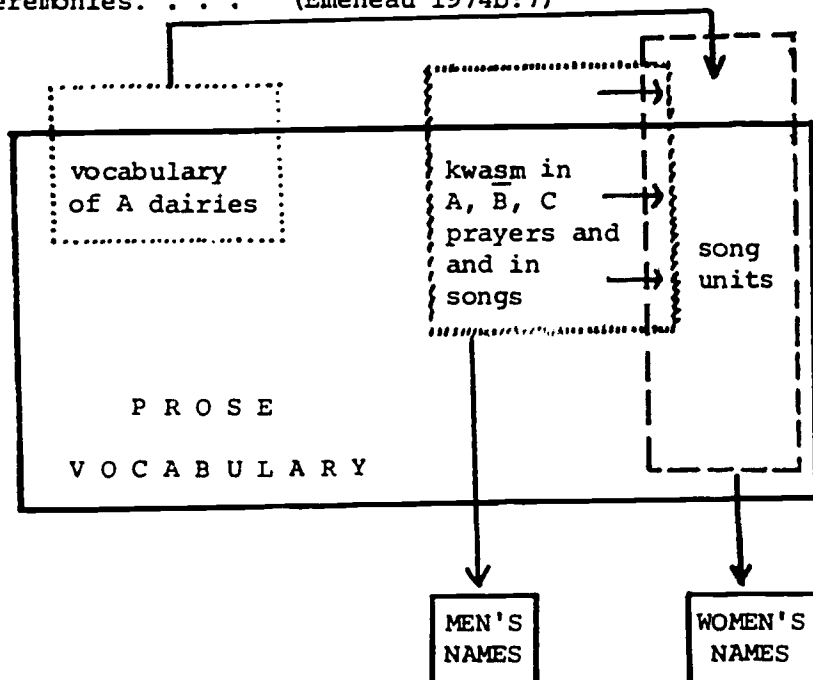 eremonies. . . . (Emeneau 1974b:7)
vocabulary
of A dairies
kwasm in
A, B, C
prayers and
and in
songs
song
units
P R O S E
V O C A B U L A R Y
MEN'S
NAMES
WOMEN'S
NAMES